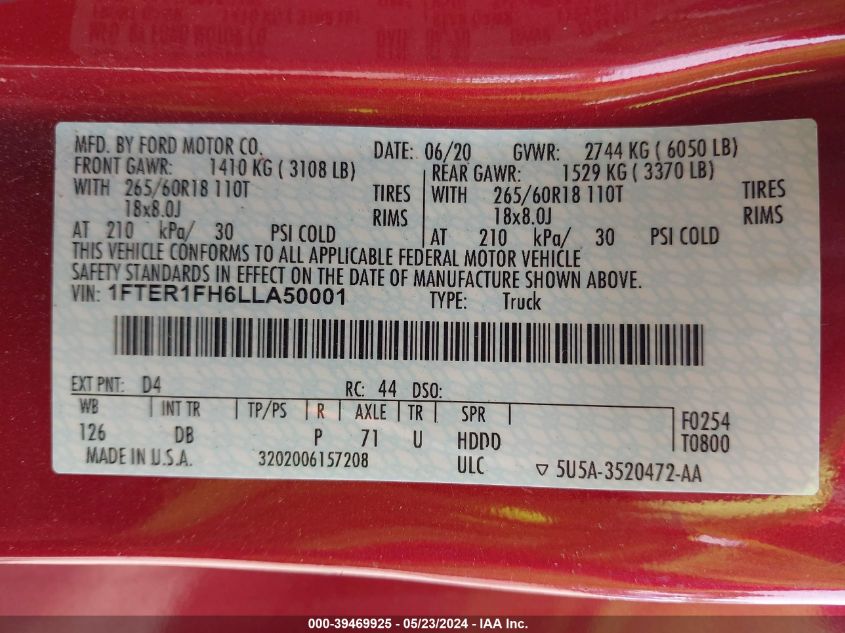 MFD. BY FORD MOTOR CO.
DATE: 06/20 GVWR: 2744 KG ( 6050 LB)
FRONT GAWR: 1410 KG ( 3108 LB)
REAR GAWR: 1529 KG ( 3370 LB)
WITH 265/60R18 110T TIRES
WITH 265/60R18 110T TIRES
18x8.0J RIMS
18x8.0J RIMS
AT 210 kPa/ 30 PSI COLD
AT 210 kPa/ 30 PSI COLD
THIS VEHICLE CONFORMS TO ALL APPLICABLE FEDERAL MOTOR VEHICLE
SAFETY STANDARDS IN EFFECT ON THE DATE OF MANUFACTURE SHOWN ABOVE.
VIN: 1FTER1FH6LLA50001 TYPE: Truck
EXT PNT: D4 RC: 44 DSO:
WB INT TR TP/PS R AXLE TR SPR
126 DB P 71 U HDDD
F0254
T0800
MADE IN U.S.A. 3202006157208 ULC 5U5A-3520472-AA
000-39469925 - 05/23/2024 - IAA Inc.